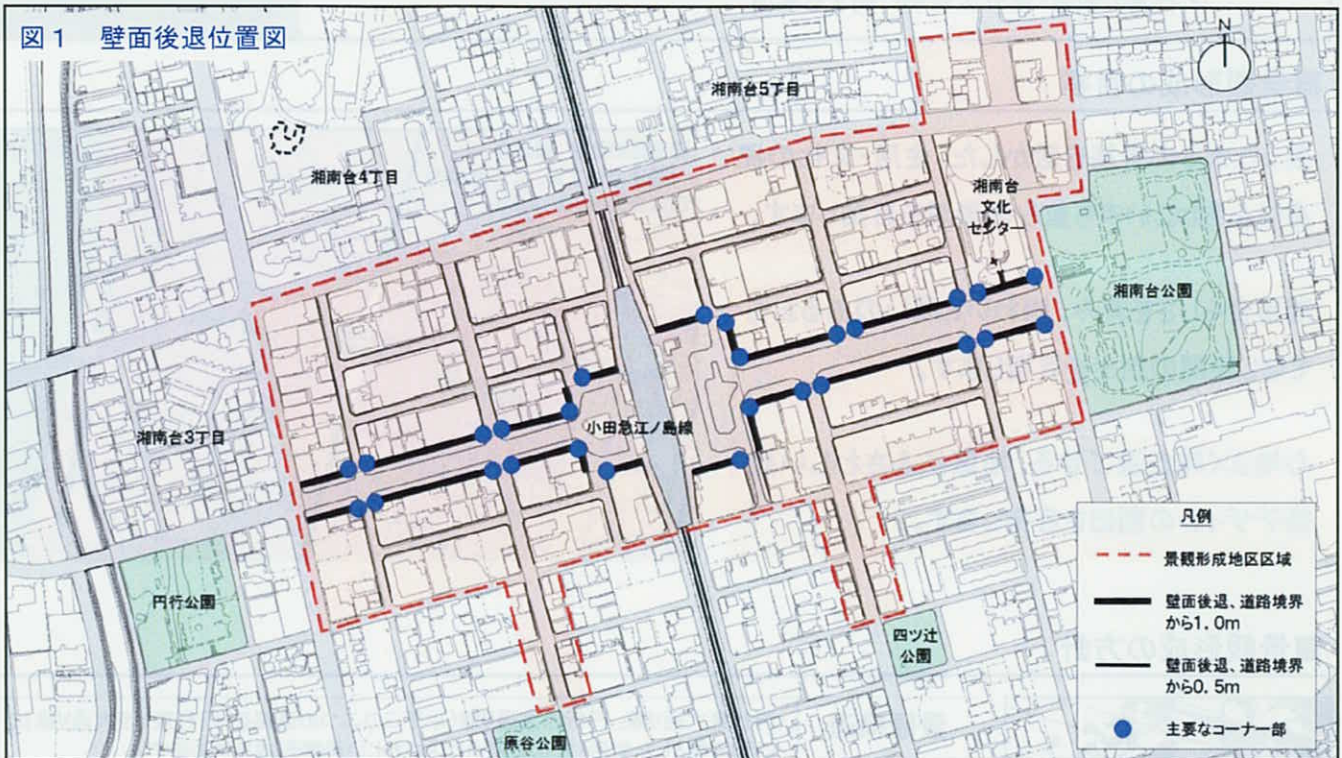 図1 壁面後退位置図
N
湘南台5丁目
湘南台4丁目
湘南台
文化
センター
湘南台公園
小田急江ノ島線
湘南台3丁目
円行公園
四ツ辻
公園
原谷公園
凡例
景観形成地区区域
壁面後退、道路境界
から1.0m
壁面後退、道路境界
から0.5m
主要なコーナー部